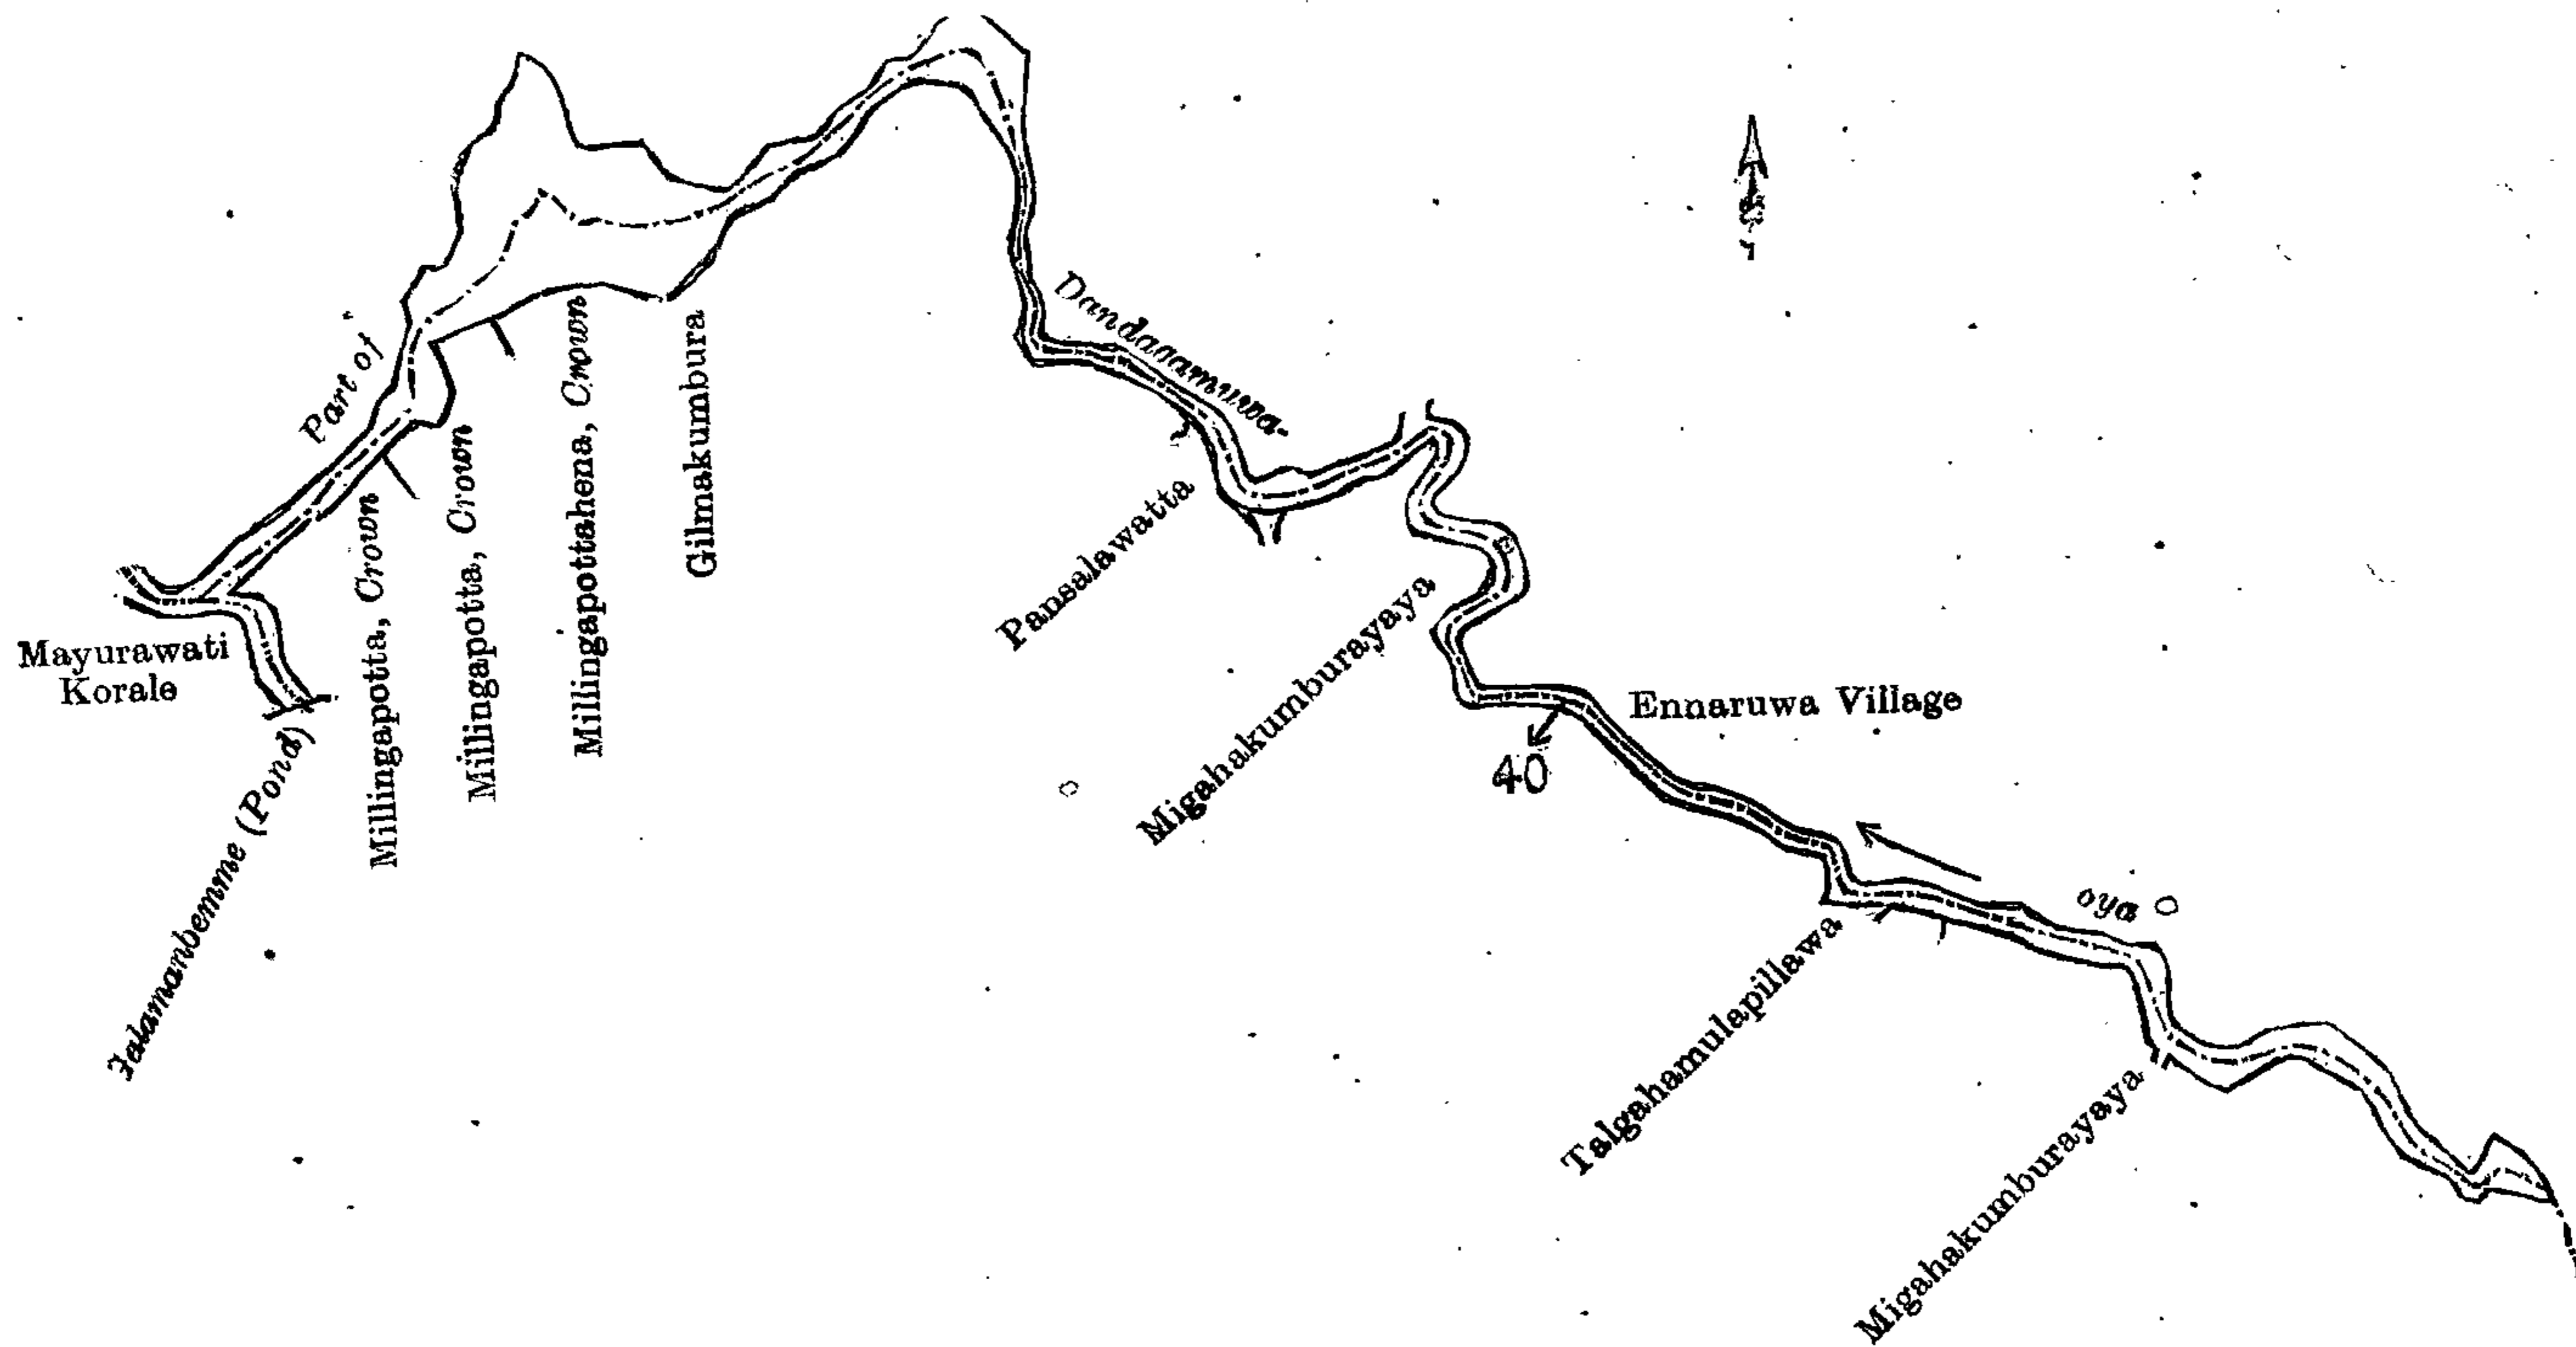 Part of
Dandagamuwa-
oya
Mayurawati
Korale
(Pond)
Millingapotta, Crown
Millingapotta, Crown
Millingapottahena, Crown
Gilmakumbura
Pansalawatta
Migahakumburayaya
40
Ennaruwa Village
Talgahamulapillawa
Migahakumburayaya